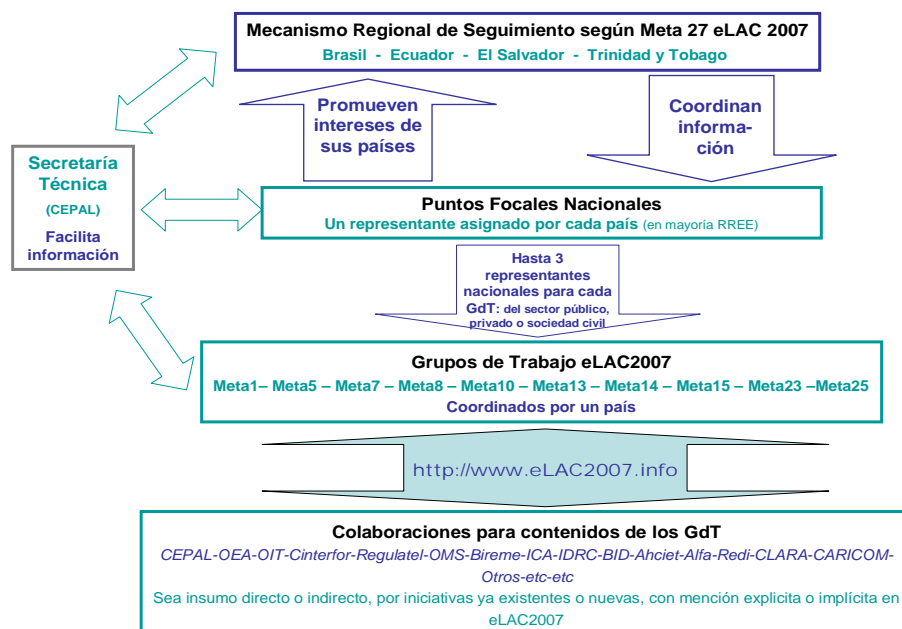 Mecanismo Regional de Seguimiento según Meta 27 eLAC 2007
Brasil - Ecuador - El Salvador - Trinidad y Tobago
Promueven
intereses de
sus países
Coordinan
informa-
ción
Secretaría
Técnica
(CEPAL)
Facilita
información
Puntos Focales Nacionales
Un representante asignado por cada país (en mayoría RREE)
Hasta 3
representantes
nacionales para cada
GdT: del sector público,
privado o sociedad civil
Grupos de Trabajo eLAC2007
Meta1– Meta5 – Meta7 – Meta8 – Meta10 – Meta13 – Meta14 – Meta15 – Meta23 –Meta25
Coordinados por un país
http://www.eLAC2007.info
Colaboraciones para contenidos de los GdT
CEPAL-OEA-OIT-Cinterfor-Regulatel-OMS-Bireme-ICA-IDRC-BID-Ahciet-Alfa-Redi-CLARA-CARICOM-
Otros-etc-etc
Sea insumo directo o indirecto, por iniciativas ya existentes o nuevas, con mención explicita o implícita en
eLAC2007